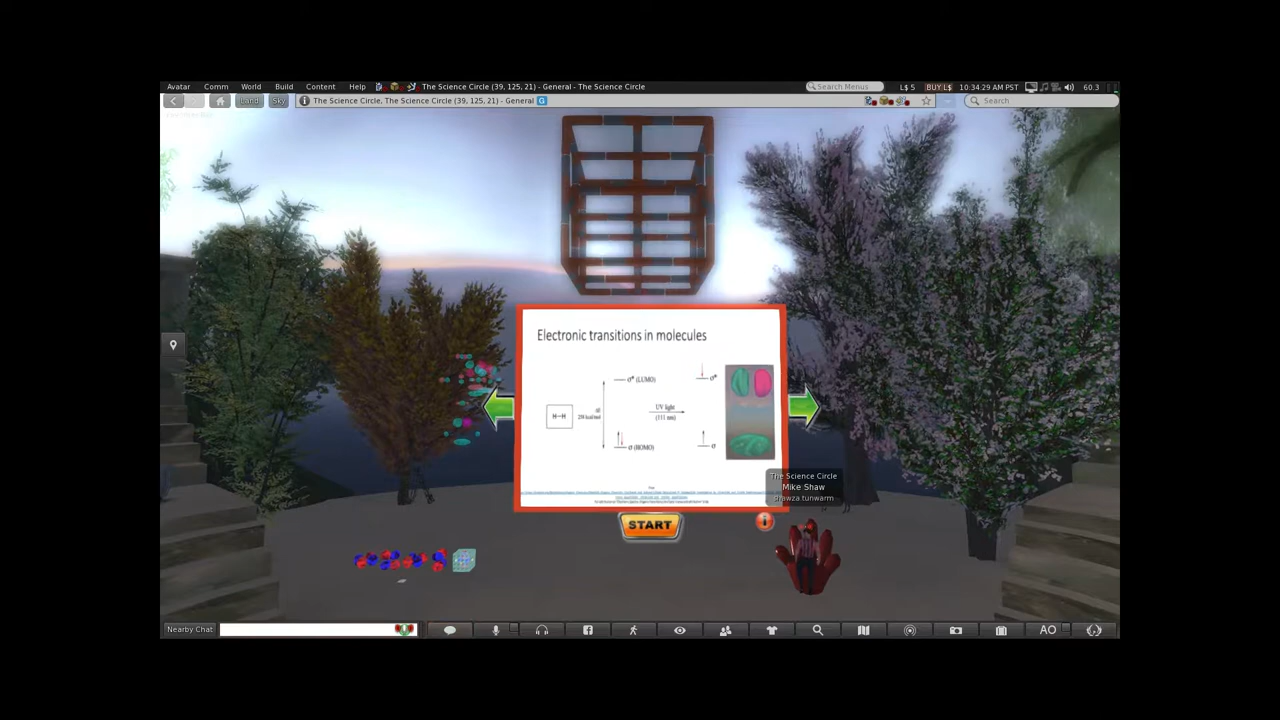 Avatar Comm World Build Content Help The Science Circle (39, 125, 21) - General - The Science Circle Search Menus L$ 5 BUY L$ 10:34:29 AM PST 60.3
Land Sky The Science Circle, The Science Circle (39, 125, 21) - General G Search
Electronic transitions in molecules
σ* (LUMO)
σ*
H—H
UV light
(111 nm)
σ (HOMO)
σ
The Science Circle
Mike Shaw
START
Nearby Chat
AO